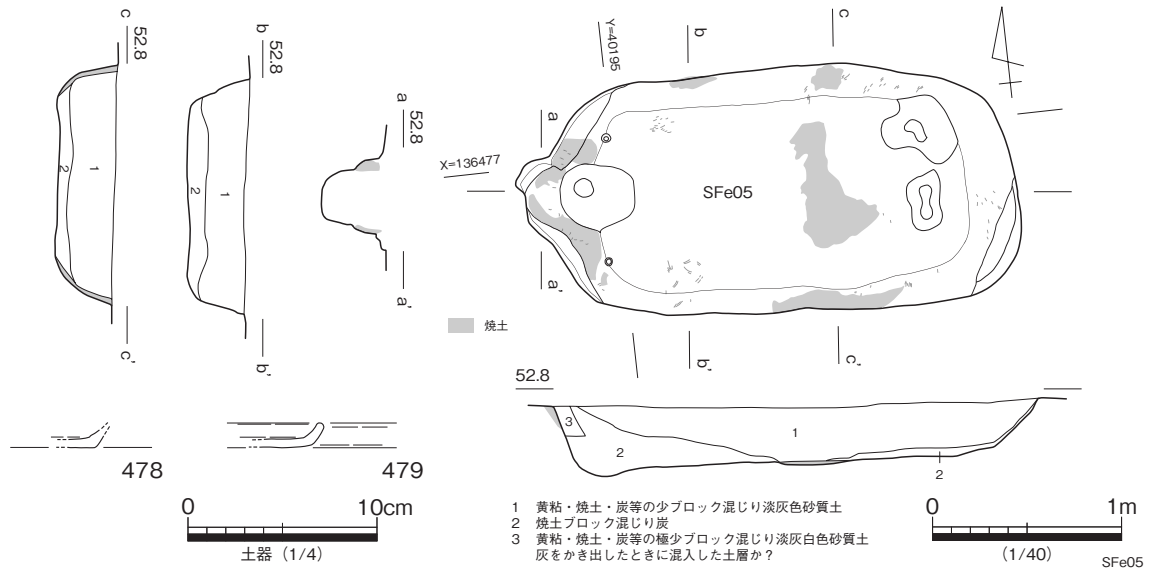 c
52.8
b
52.8
a
52.8
Y=40195
b
c
a
X=136477
SFe05
1
2
1
2
a'
a'
b'
c'
c'
b'
焼土
52.8
3
1
2
2
478
479
0 10cm
土器（1/4）
1 黄粘・焼土・炭等の少ブロック混じり淡灰色砂質土
2 焼土ブロック混じり炭
3 黄粘・焼土・炭等の極少ブロック混じり淡灰白色砂質土
灰をかき出したときに混入した土層か？
0 1m
（1/40）
SFe05